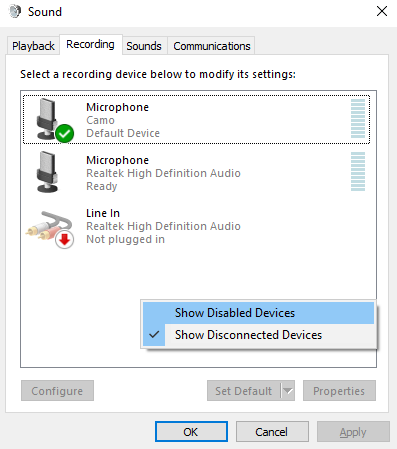 Sound
Playback Recording Sounds Communications
Select a recording device below to modify its settings:
Microphone
Camo
Default Device
Microphone
Realtek High Definition Audio
Ready
Line In
Realtek High Definition Audio
Not plugged in
Show Disabled Devices
Show Disconnected Devices
Configure Set Default Properties
OK Cancel Apply